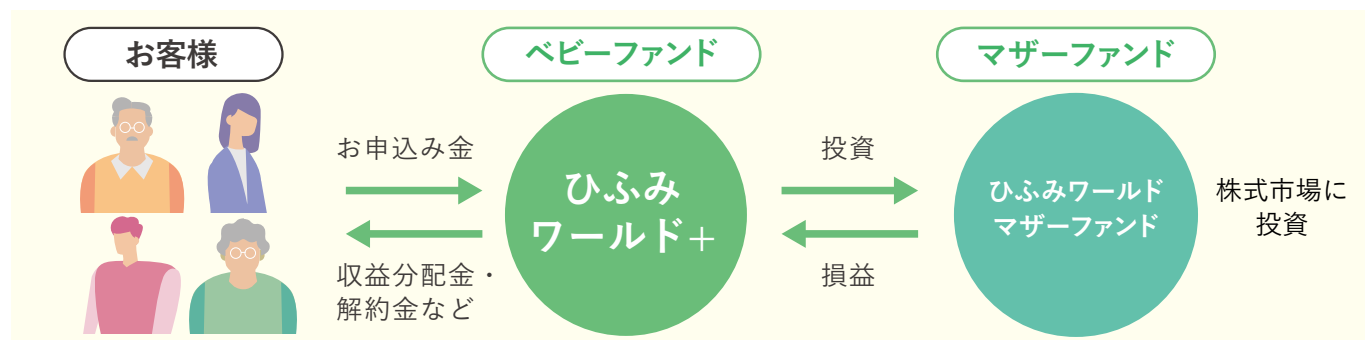 お客様
ベビーファンド
マザーファンド
お申込み金
収益分配金・
解約金など
ひふみ
ワールド+
投資
損益
ひふみワールド
マザーファンド
株式市場に
投資